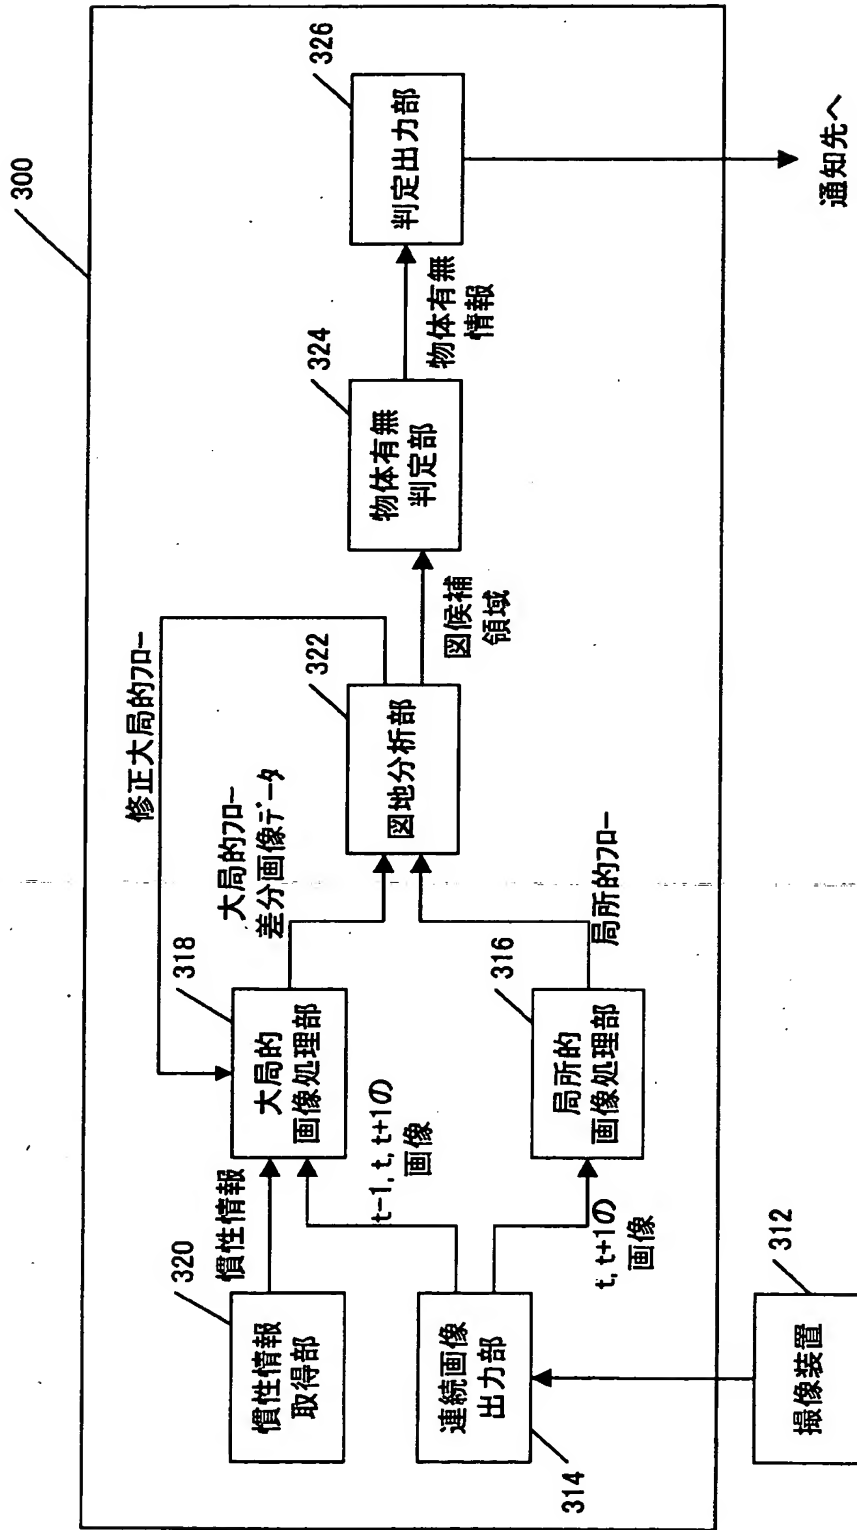 300
320
慣性情報
取得部
慣性情報
318
大局的
画像処理部
修正大局的フロー
大局的フロー
差分画像データ
322
図地分析部
図候補
領域
324
物体有無
判定部
物体有無
情報
326
判定出力部
通知先へ
連続画像
出力部
314
t-1, t, t+1の
画像
t, t+1の
画像
316
局所的
画像処理部
局所的フロー
312
撮像装置